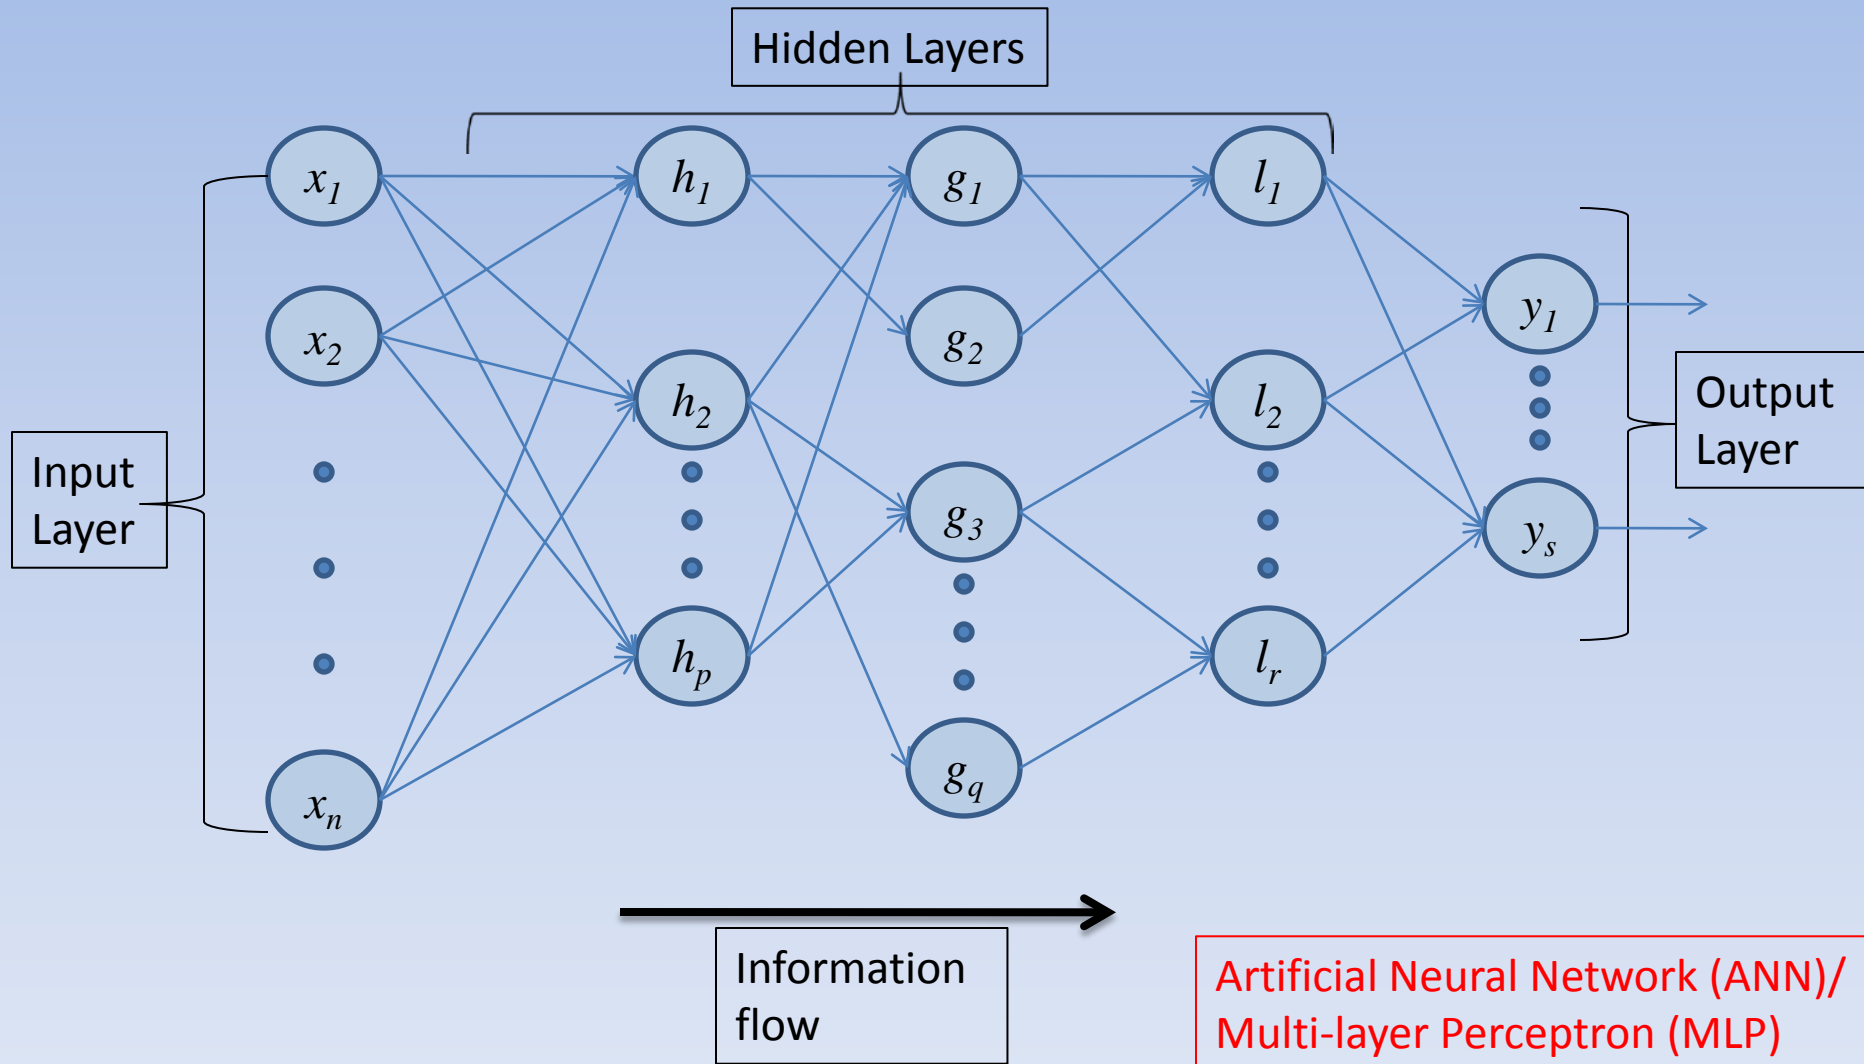 Hidden Layers
x₁ h₁ g₁ l₁
x₂ g₂ y₁
h₂ l₂
Input
Layer
Output
Layer
g₃ yₛ
hₚ lᵣ
xₙ g_q
Information
flow
Artificial Neural Network (ANN)/
Multi-layer Perceptron (MLP)